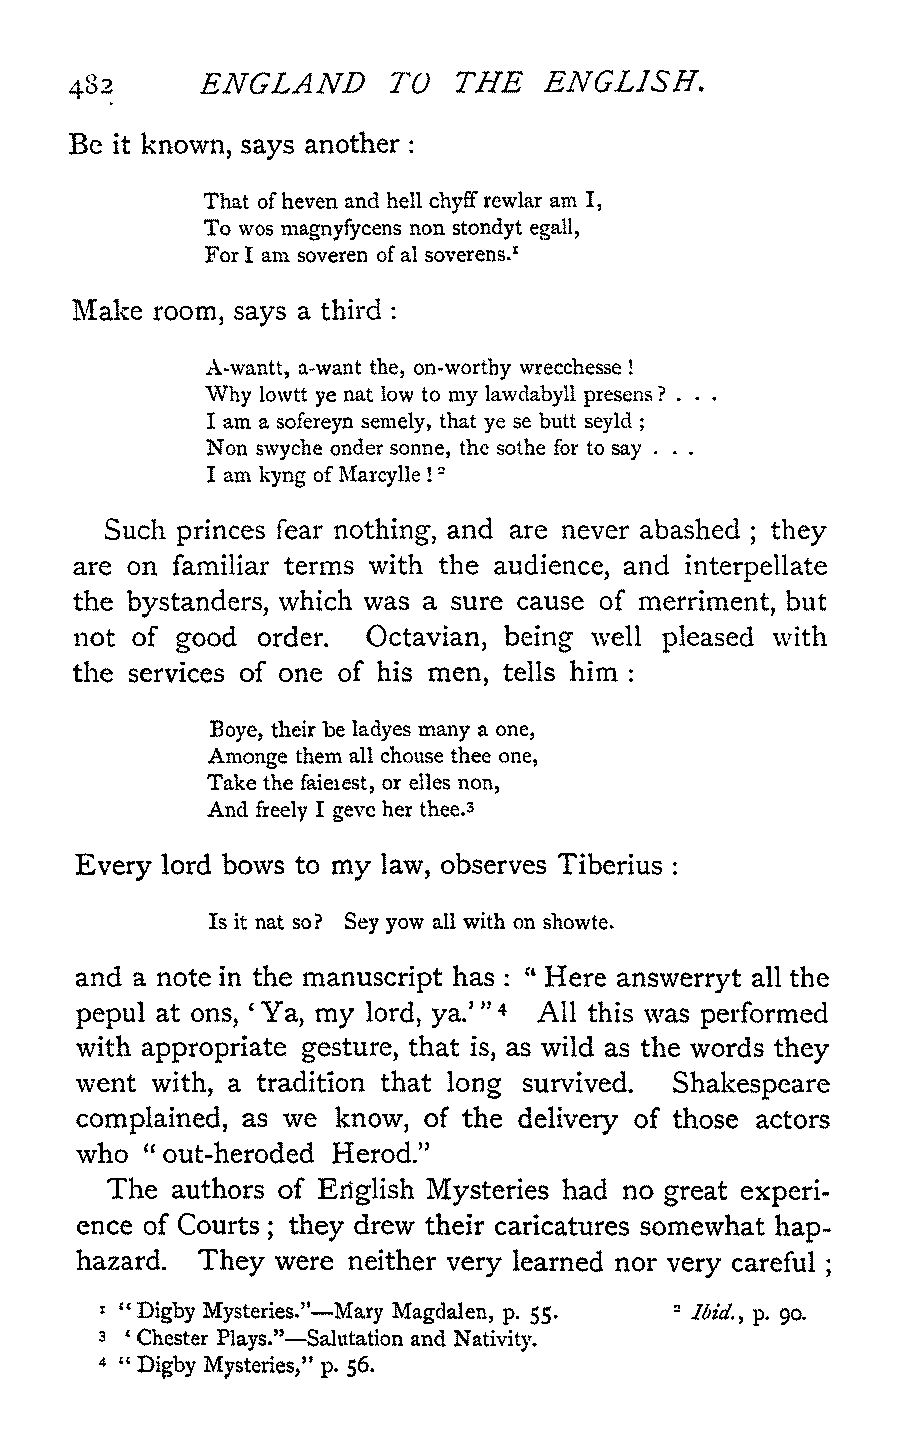 482 ENGLAND TO THE ENGLISH.
Be it known, says another :
That of heven and hell chyff rewlar am I,
To wos magnyfycens non stondyt egall,
For I am soveren of al soverens.¹
Make room, says a third :
A-wantt, a-want the, on-worthy wrecchesse !
Why lowtt ye nat low to my lawdabyll presens ? . . .
I am a sofereyn semely, that ye se butt seyld ;
Non swyche onder sonne, the sothe for to say . . .
I am kyng of Marcylle ! ²
Such princes fear nothing, and are never abashed ; they
are on familiar terms with the audience, and interpellate
the bystanders, which was a sure cause of merriment, but
not of good order. Octavian, being well pleased with
the services of one of his men, tells him :
Boye, their be ladyes many a one,
Amonge them all chouse thee one,
Take the faierest, or elles non,
And freely I geve her thee.³
Every lord bows to my law, observes Tiberius :
Is it nat so? Sey yow all with on showte.
and a note in the manuscript has : “ Here answerryt all the
pepul at ons, ‘ Ya, my lord, ya.’ ” ⁴ All this was performed
with appropriate gesture, that is, as wild as the words they
went with, a tradition that long survived. Shakespeare
complained, as we know, of the delivery of those actors
who “ out-heroded Herod.”
The authors of English Mysteries had no great experi-
ence of Courts ; they drew their caricatures somewhat hap-
hazard. They were neither very learned nor very careful ;
¹ “ Digby Mysteries.”—Mary Magdalen, p. 55. ² Ibid., p. 90.
³ ‘ Chester Plays.”—Salutation and Nativity.
⁴ “ Digby Mysteries,” p. 56.